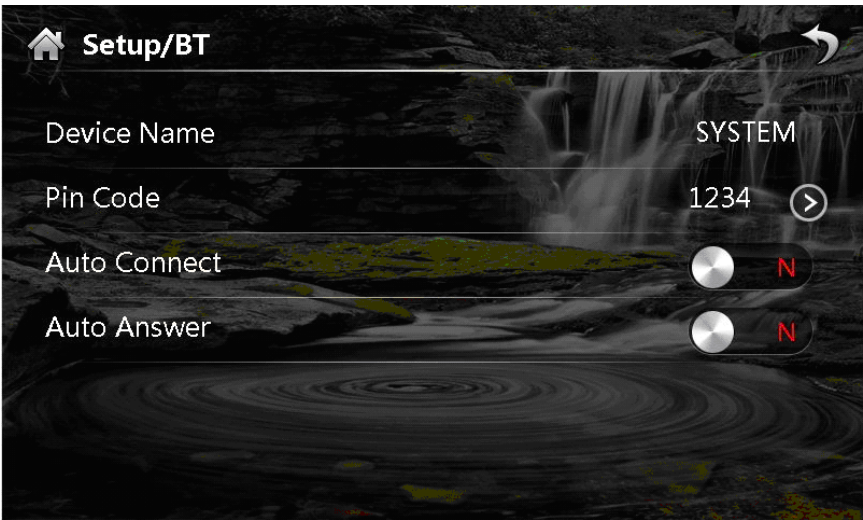 Setup/BT
Device Name SYSTEM
Pin Code 1234
Auto Connect N
Auto Answer N